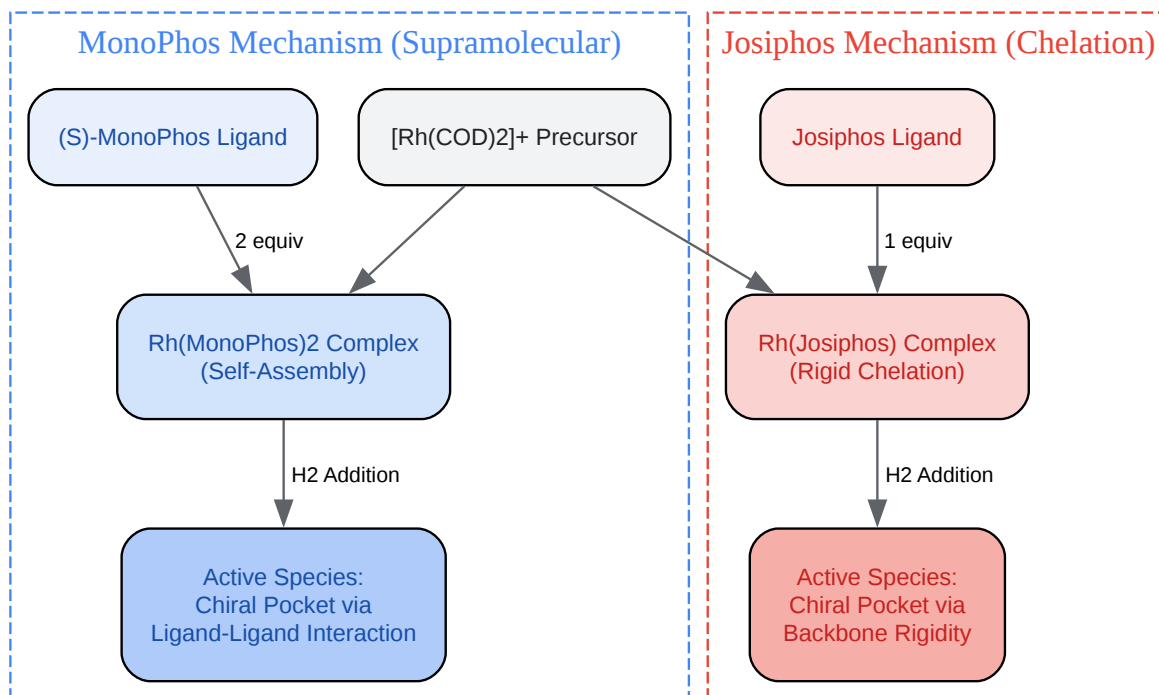 MonoPhos Mechanism (Supramolecular)
Josiphos Mechanism (Chelation)
(S)-MonoPhos Ligand
[Rh(COD)2]+ Precursor
Josiphos Ligand
2 equiv
1 equiv
Rh(MonoPhos)2 Complex
(Self-Assembly)
Rh(Josiphos) Complex
(Rigid Chelation)
H2 Addition
H2 Addition
Active Species:
Chiral Pocket via
Ligand-Ligand Interaction
Active Species:
Chiral Pocket via
Backbone Rigidity